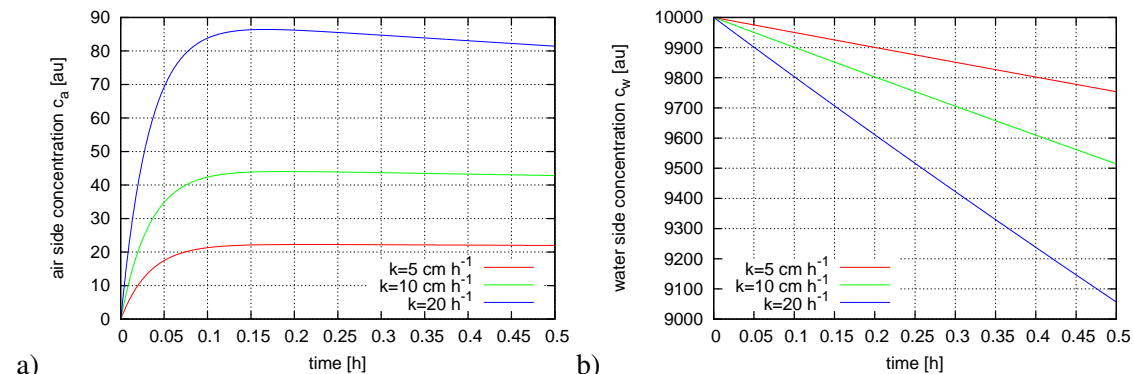 air side concentration c_a [au]
90
80
70
60
50
40
30
20
10
0
k=5 cm h^-1
k=10 cm h^-1
k=20 h^-1
0 0.05 0.1 0.15 0.2 0.25 0.3 0.35 0.4 0.45 0.5
time [h]
a)
water side concentration c_w [au]
10000
9900
9800
9700
9600
9500
9400
9300
9200
9100
9000
k=5 cm h^-1
k=10 cm h^-1
k=20 h^-1
0 0.05 0.1 0.15 0.2 0.25 0.3 0.35 0.4 0.45 0.5
time [h]
b)